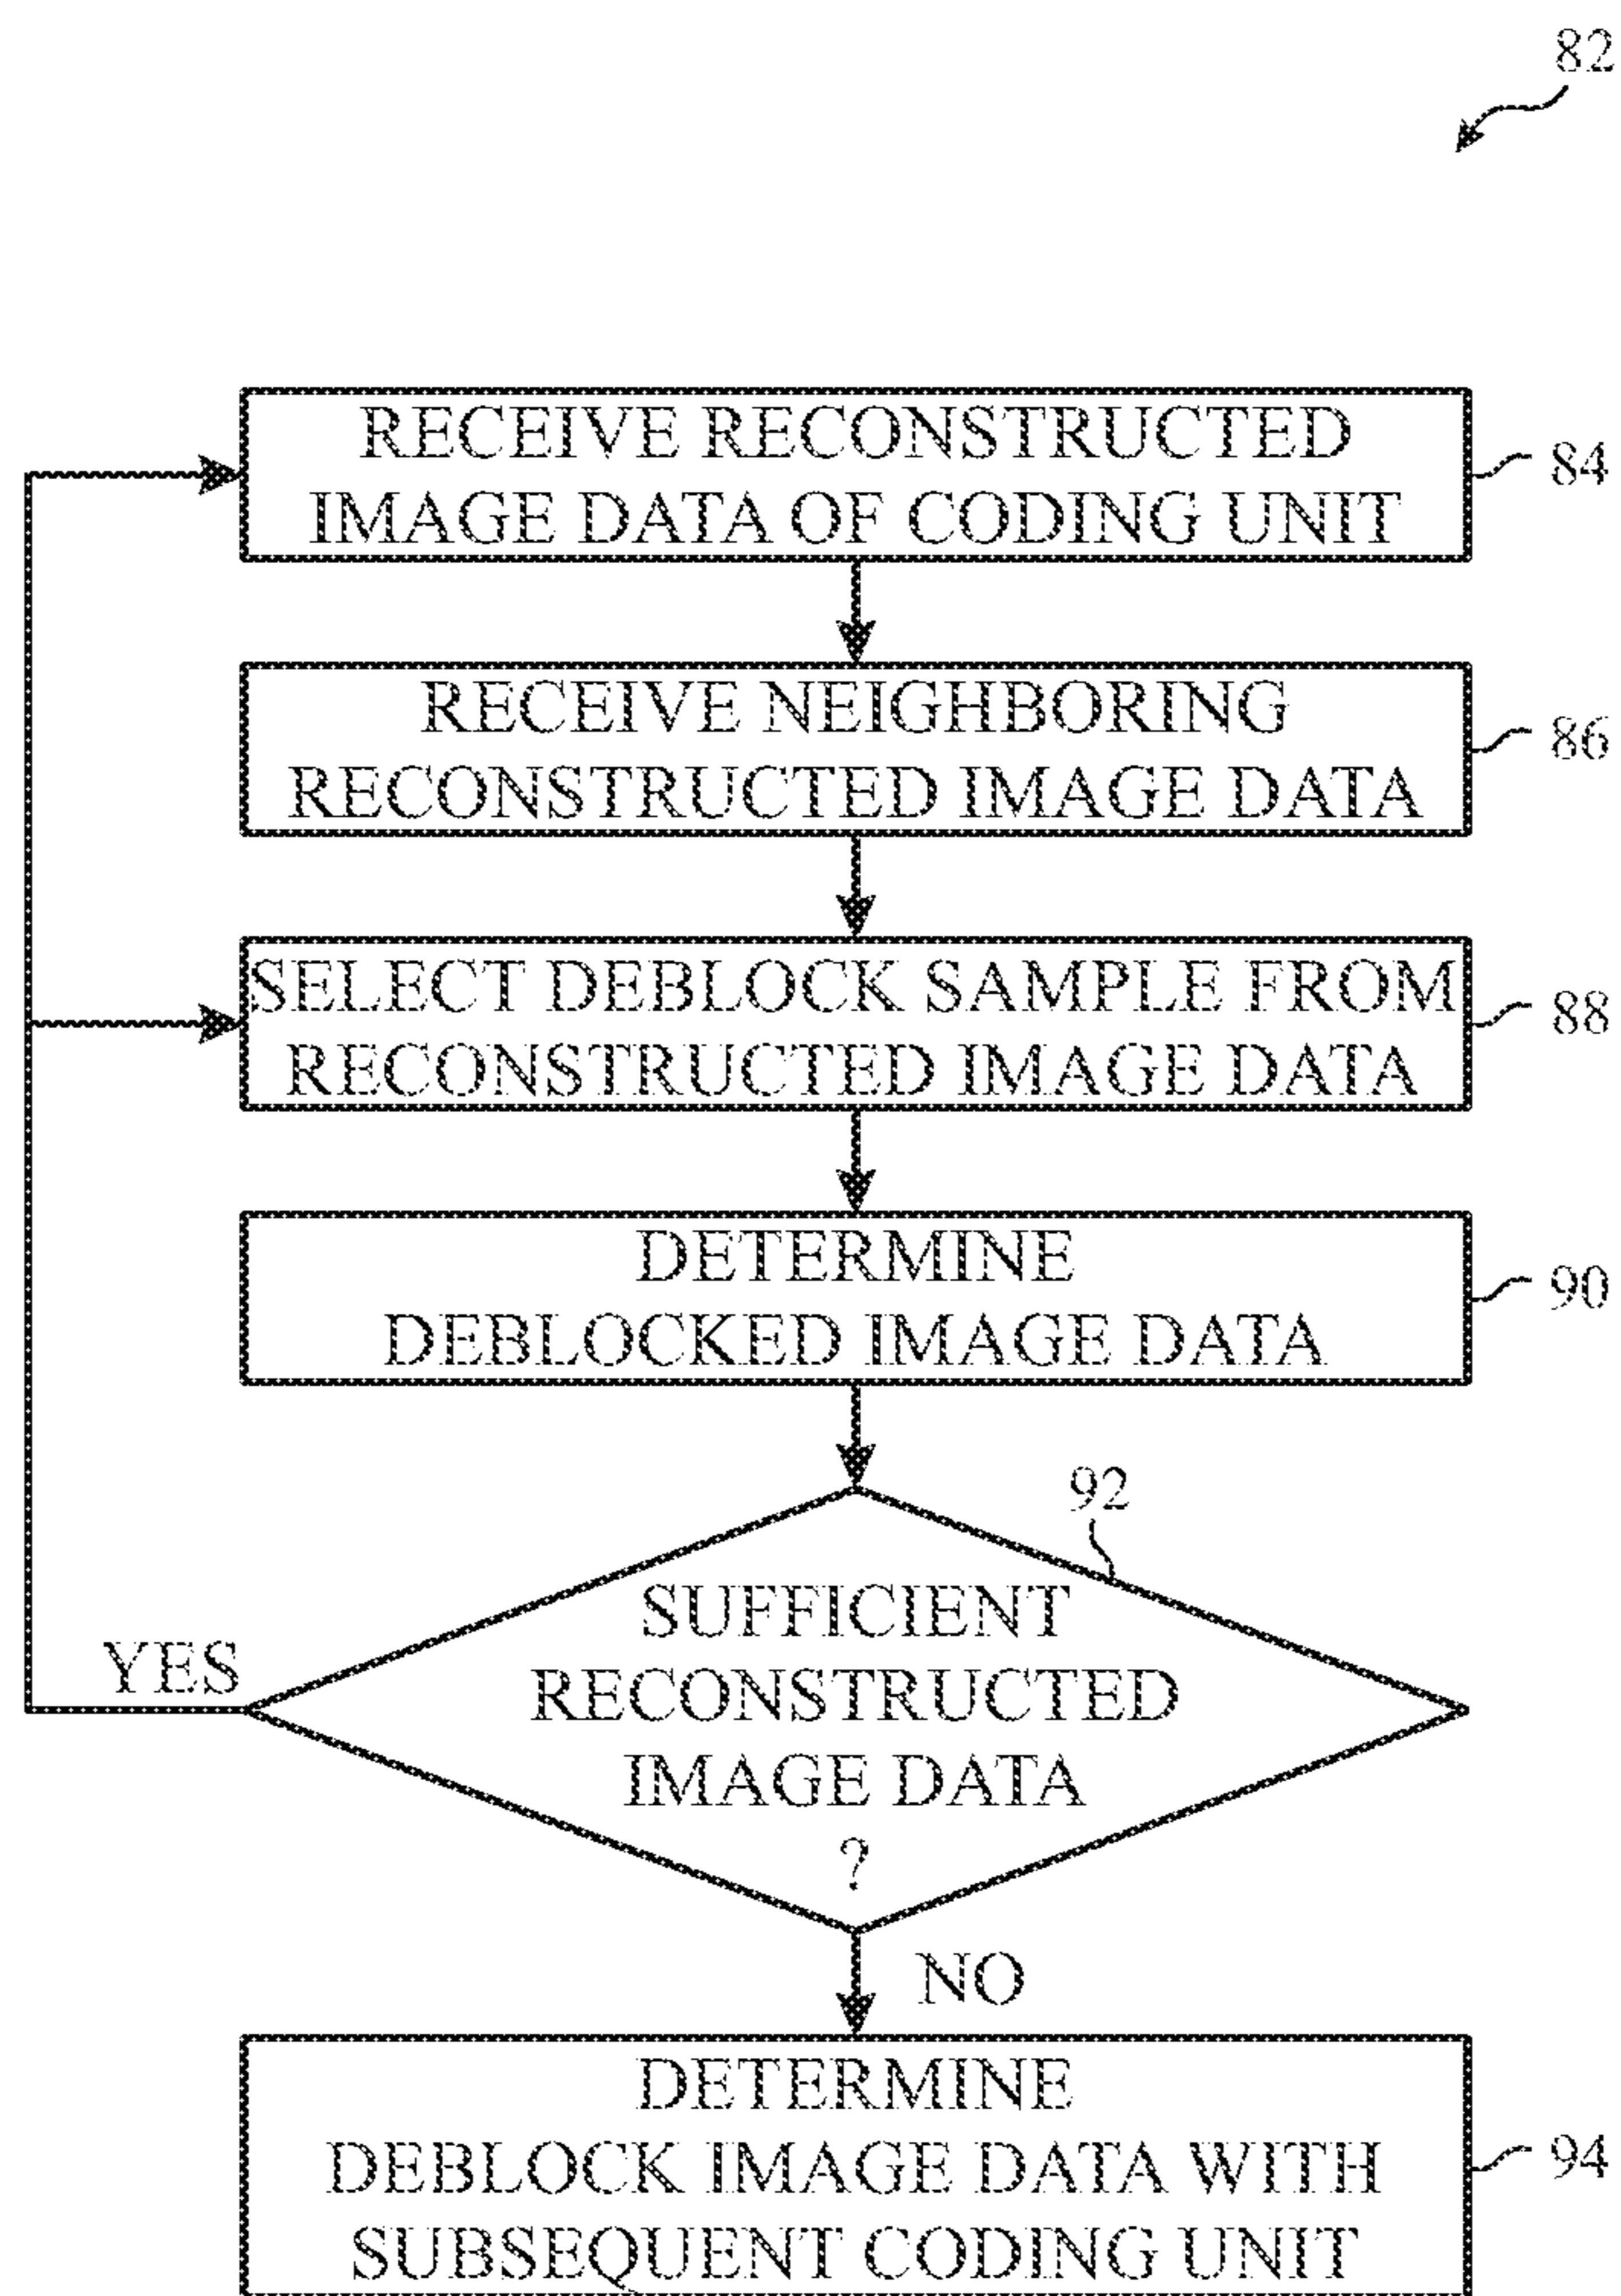 82
RECEIVE RECONSTRUCTED
IMAGE DATA OF CODING UNIT
84
RECEIVE NEIGHBORING
RECONSTRUCTED IMAGE DATA
86
SELECT DEBLOCK SAMPLE FROM
RECONSTRUCTED IMAGE DATA
88
DETERMINE
DEBLOCKED IMAGE DATA
90
92
SUFFICIENT
RECONSTRUCTED
IMAGE DATA
?
YES
NO
DETERMINE
DEBLOCK IMAGE DATA WITH
SUBSEQUENT CODING UNIT
94